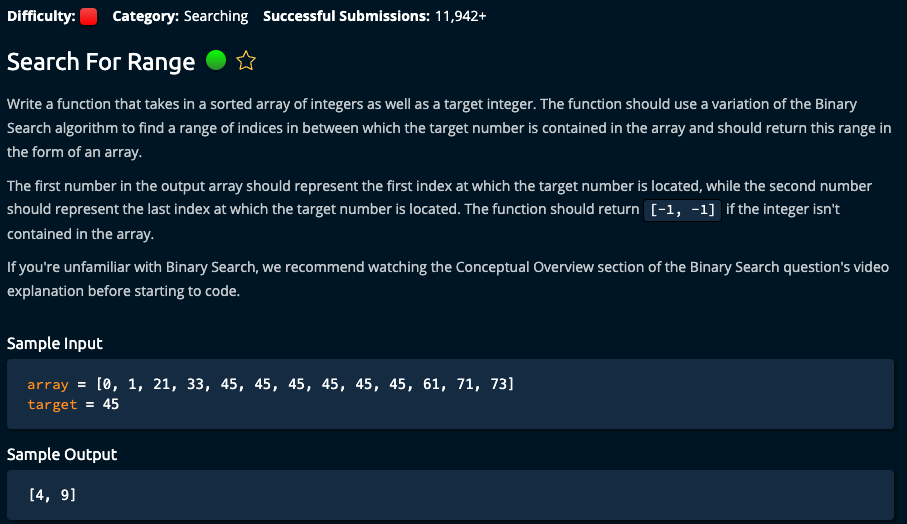 Difficulty: Category: Searching Successful Submissions: 11,942+
Search For Range
Write a function that takes in a sorted array of integers as well as a target integer. The function should use a variation of the Binary
Search algorithm to find a range of indices in between which the target number is contained in the array and should return this range in
the form of an array.
The first number in the output array should represent the first index at which the target number is located, while the second number
should represent the last index at which the target number is located. The function should return [-1, -1] if the integer isn't
contained in the array.
If you're unfamiliar with Binary Search, we recommend watching the Conceptual Overview section of the Binary Search question's video
explanation before starting to code.
Sample Input
array = [0, 1, 21, 33, 45, 45, 45, 45, 45, 45, 61, 71, 73]
target = 45
Sample Output
[4, 9]